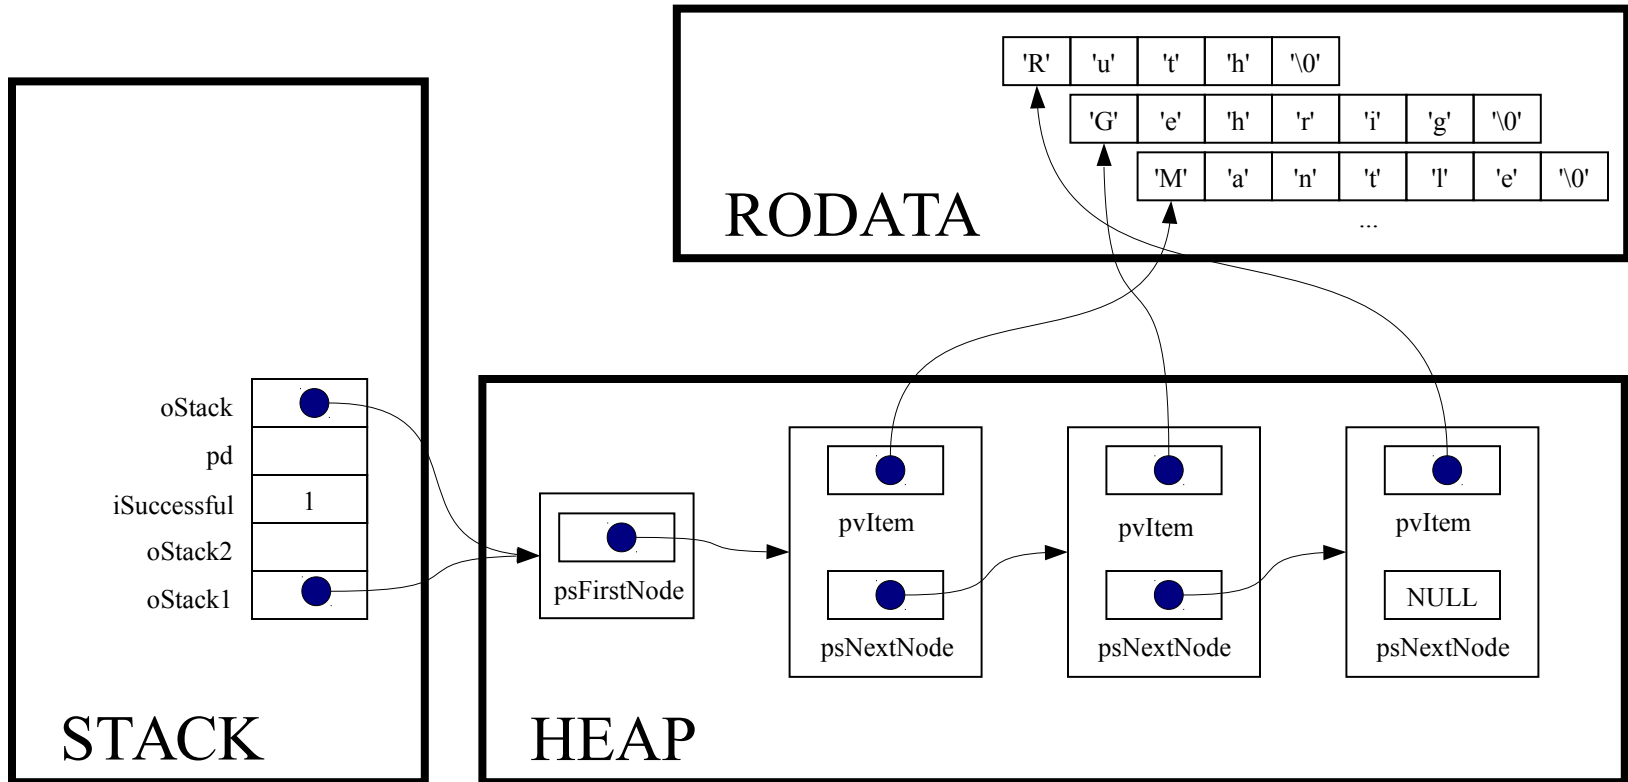 'R' 'u' 't' 'h' '\0'
'G' 'e' 'h' 'r' 'i' 'g' '\0'
'M' 'a' 'n' 't' 'l' 'e' '\0'
...
RODATA
oStack
pd
iSuccessful 1
oStack2
oStack1
STACK
psFirstNode
pvItem pvItem pvItem
NULL
psNextNode psNextNode psNextNode
HEAP